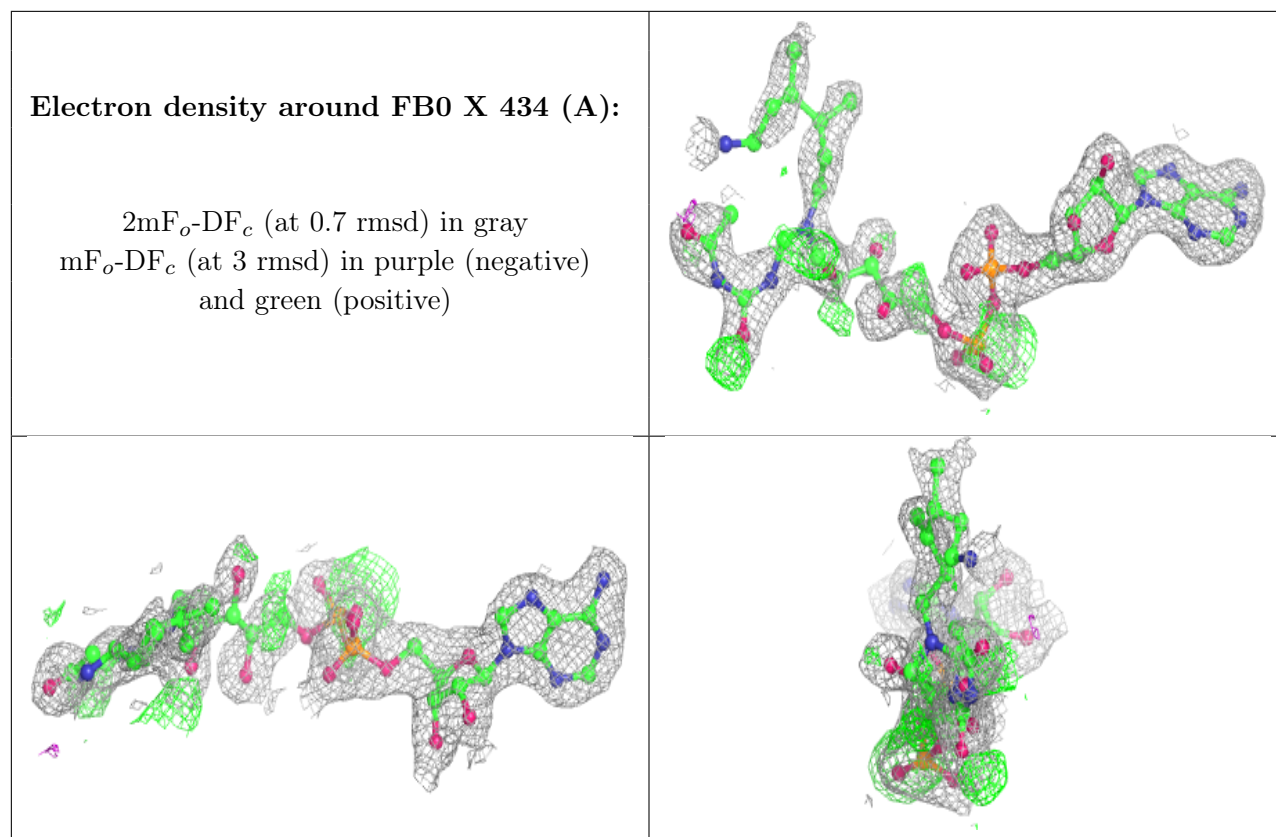 Electron density around FB0 X 434 (A):
2mFₒ-DF𝒸 (at 0.7 rmsd) in gray
mFₒ-DF𝒸 (at 3 rmsd) in purple (negative)
and green (positive)